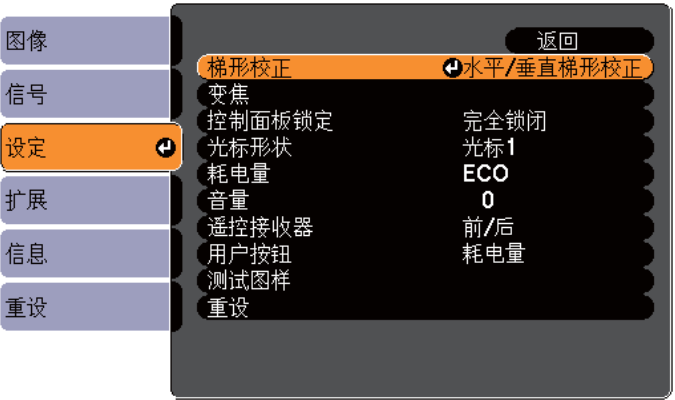 图像
信号
设定
扩展
信息
重设
返回
梯形校正 水平/垂直梯形校正
变焦
控制面板锁定 完全锁闭
光标形状 光标1
耗电量 ECO
音量 0
遥控接收器 前/后
用户按钮 耗电量
测试图样
重设